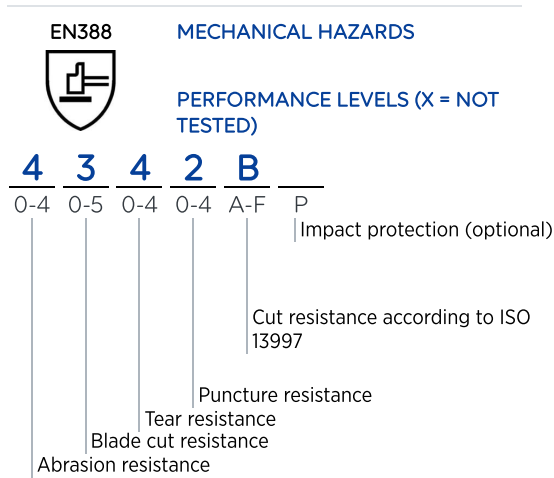 EN388
MECHANICAL HAZARDS
PERFORMANCE LEVELS (X = NOT
TESTED)
4 3 4 2 B
0-4 0-5 0-4 0-4 A-F P
Impact protection (optional)
Cut resistance according to ISO
13997
Puncture resistance
Tear resistance
Blade cut resistance
Abrasion resistance